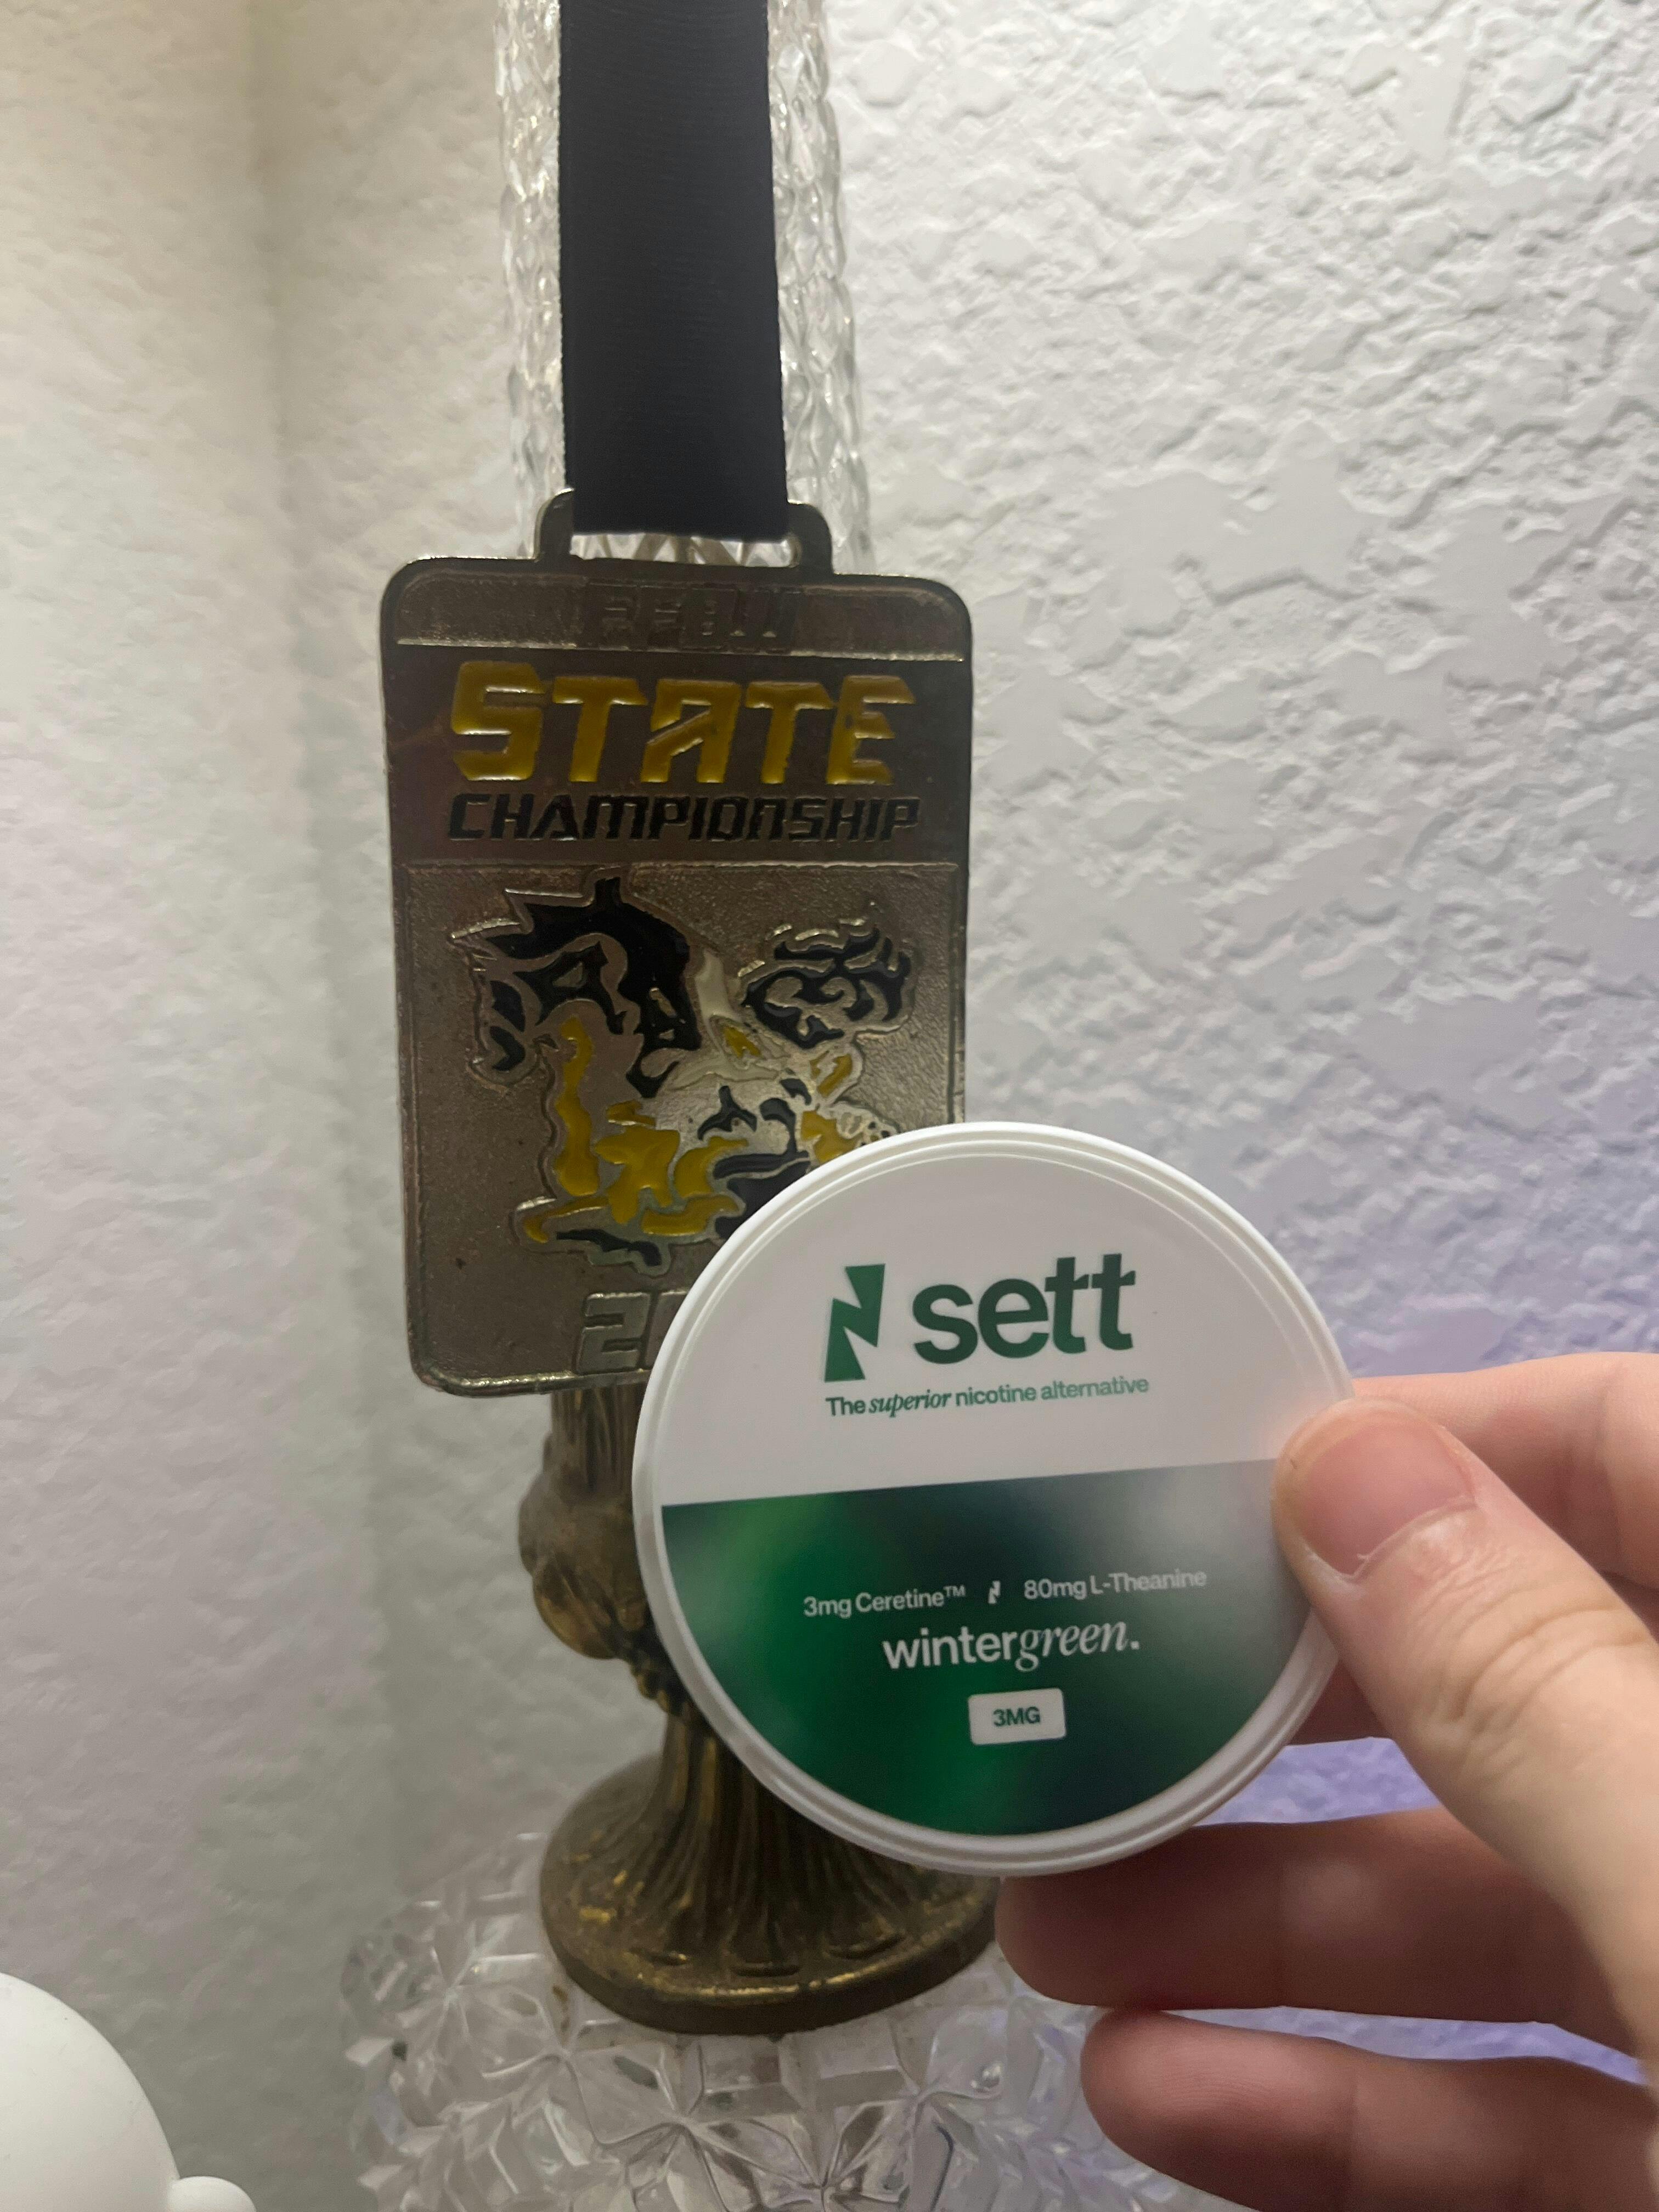 STATE
CHAMPIONSHIP
sett
The superior nicotine alternative
3mg Ceretine™ 80mg L-Theanine
wintergreen.
3MG